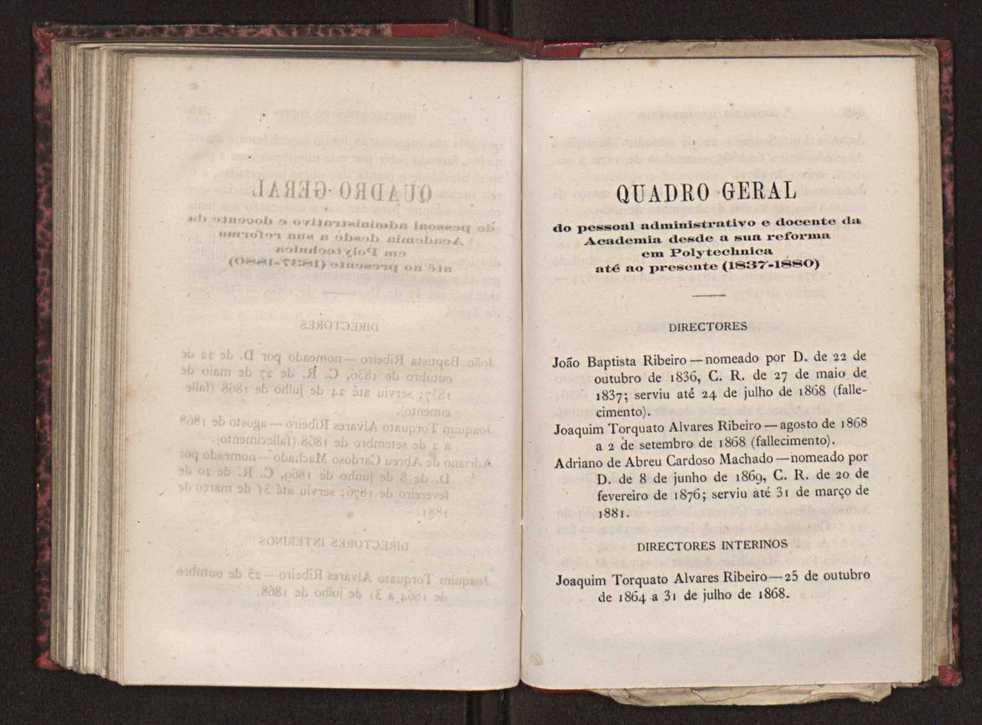 QUADRO GERAL
do pessoal administrativo e docente da
Academia desde a sua reforma
em Polytechnica
até ao presente (1837-1880)
DIRECTORES
João Baptista Ribeiro — nomeado por D. de 22 de
outubro de 1836, C. R. de 27 de maio de
1837; serviu até 24 de julho de 1868 (falle-
cimento).
Joaquim Torquato Alvares Ribeiro — agosto de 1868
a 2 de setembro de 1868 (fallecimento).
Adriano de Abreu Cardoso Machado — nomeado por
D. de 8 de junho de 1869, C. R. de 20 de
fevereiro de 1876; serviu até 31 de março de
1881.
DIRECTORES INTERINOS
Joaquim Torquato Alvares Ribeiro — 25 de outubro
de 1864 a 31 de julho de 1868.